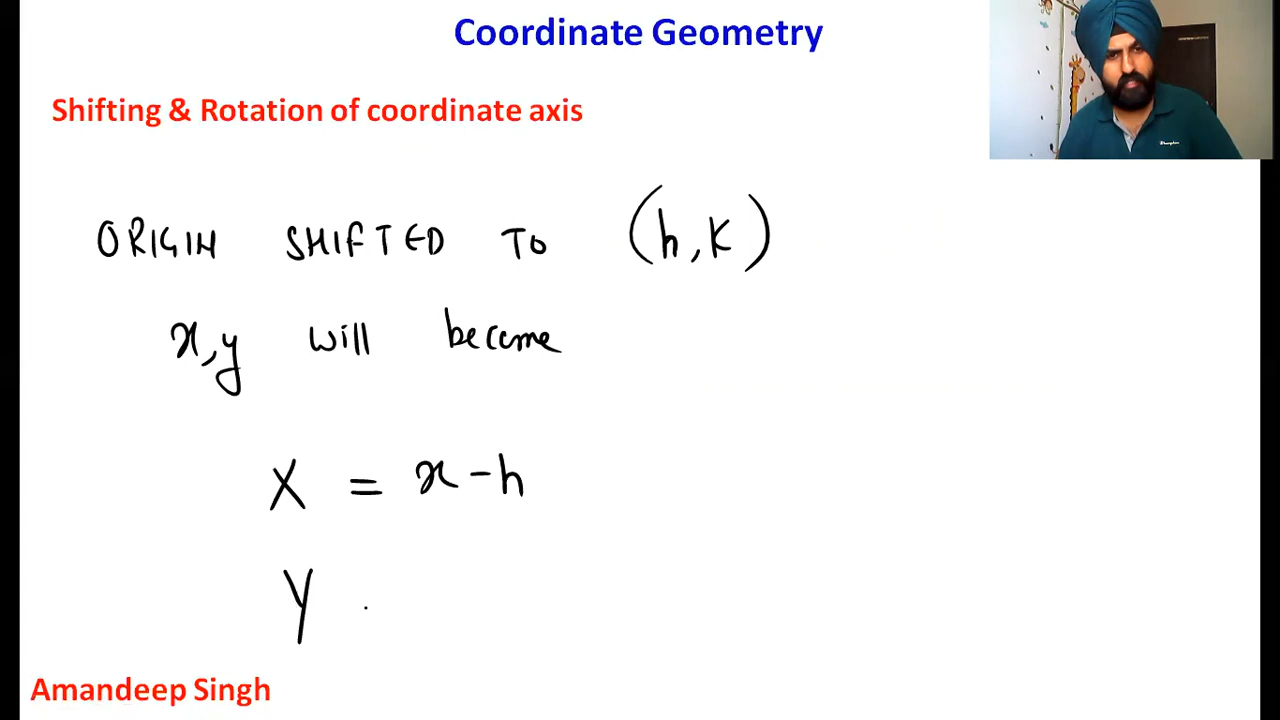 Coordinate Geometry
Shifting & Rotation of coordinate axis
ORIGIN SHIFTED TO (h, K)
x, y will become
X = x - h
Y
Amandeep Singh